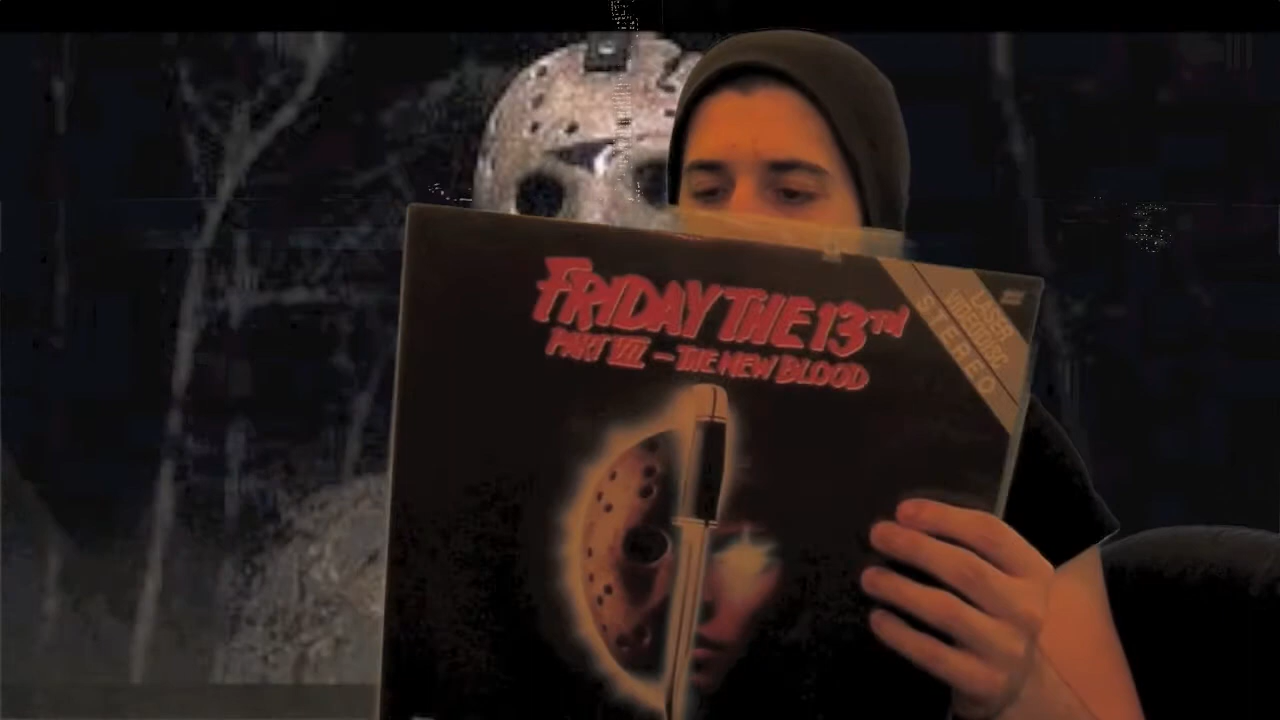 FRIDAY THE 13TH
PART VII – THE NEW BLOOD
LASER
VIDEODISC
STEREO